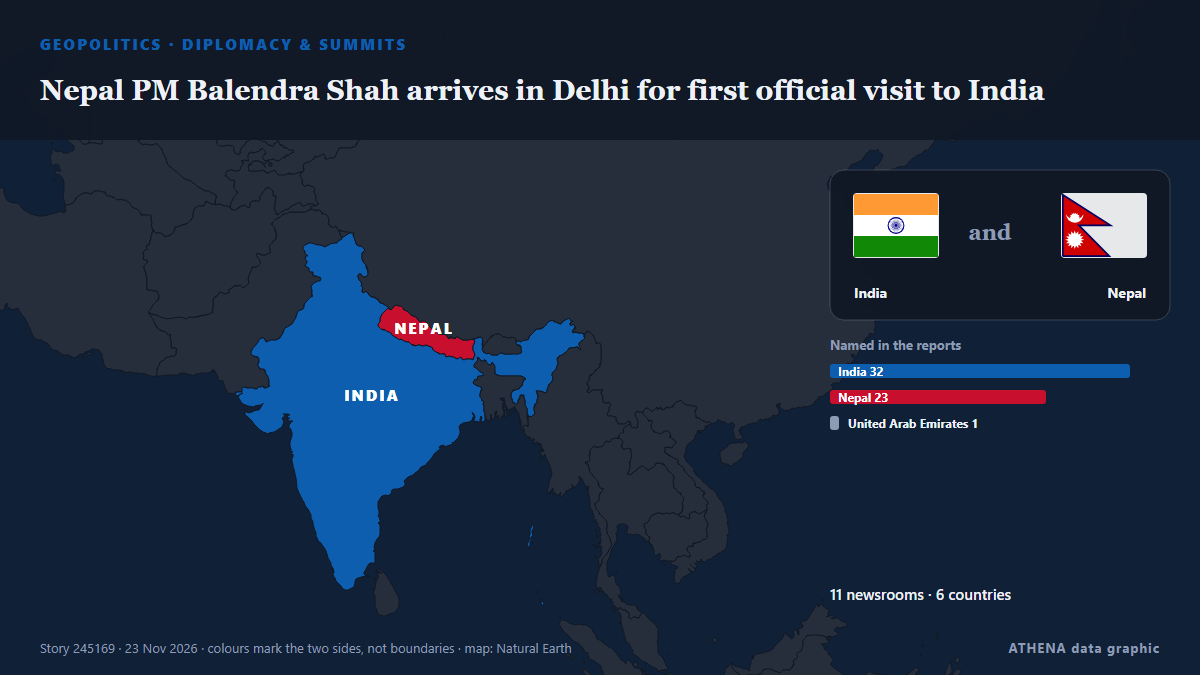 GEOPOLITICS · DIPLOMACY & SUMMITS
Nepal PM Balendra Shah arrives in Delhi for first official visit to India
and
India
Nepal
NEPAL
INDIA
Named in the reports
India 32
Nepal 23
United Arab Emirates 1
11 newsrooms · 6 countries
Story 245169 · 23 Nov 2026 · colours mark the two sides, not boundaries · map: Natural Earth
ATHENA data graphic